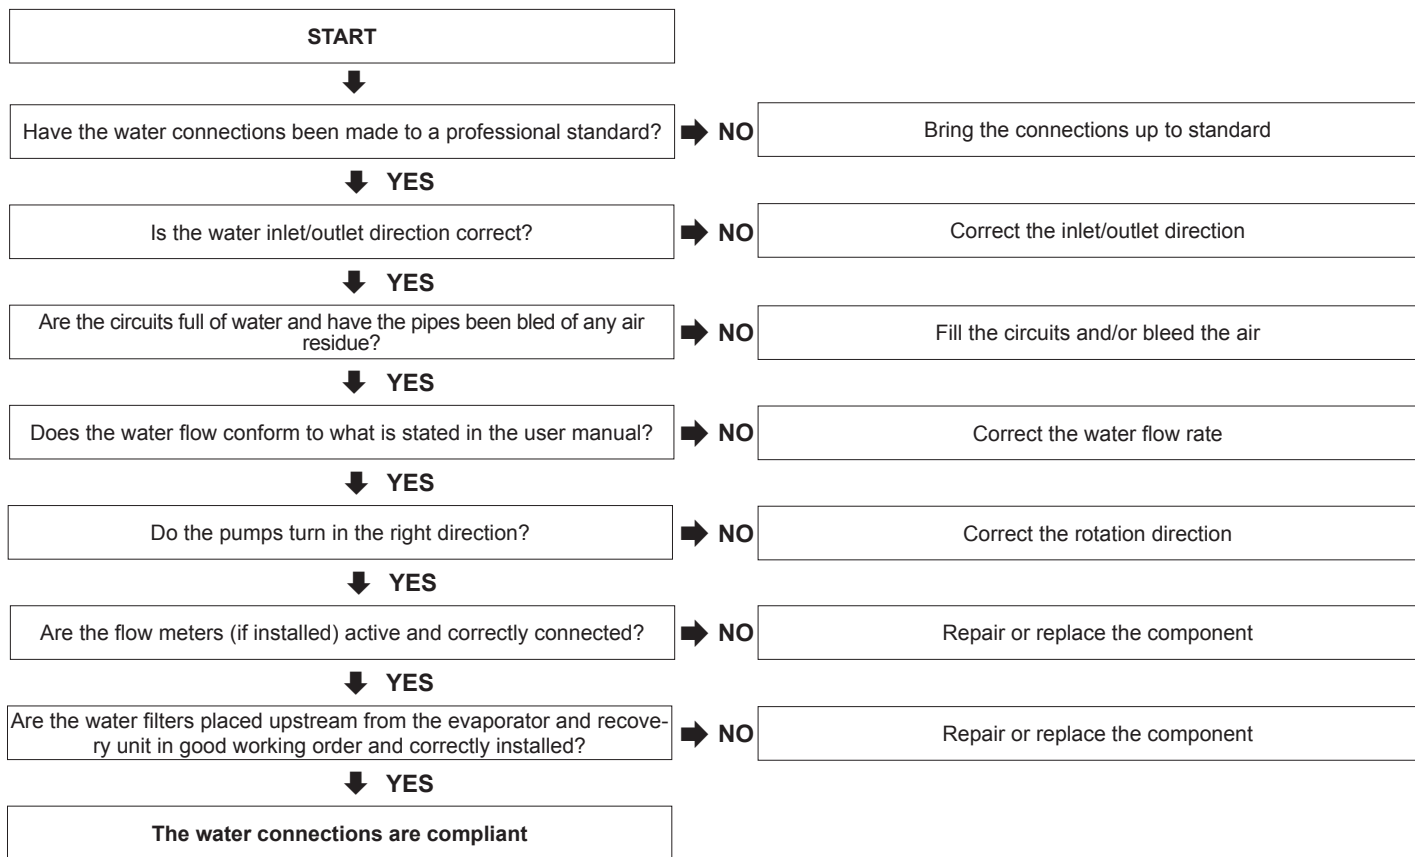 START
Have the water connections been made to a professional standard?
NO
Bring the connections up to standard
YES
Is the water inlet/outlet direction correct?
NO
Correct the inlet/outlet direction
YES
Are the circuits full of water and have the pipes been bled of any air
residue?
NO
Fill the circuits and/or bleed the air
YES
Does the water flow conform to what is stated in the user manual?
NO
Correct the water flow rate
YES
Do the pumps turn in the right direction?
NO
Correct the rotation direction
YES
Are the flow meters (if installed) active and correctly connected?
NO
Repair or replace the component
YES
Are the water filters placed upstream from the evaporator and recove-
ry unit in good working order and correctly installed?
NO
Repair or replace the component
YES
The water connections are compliant